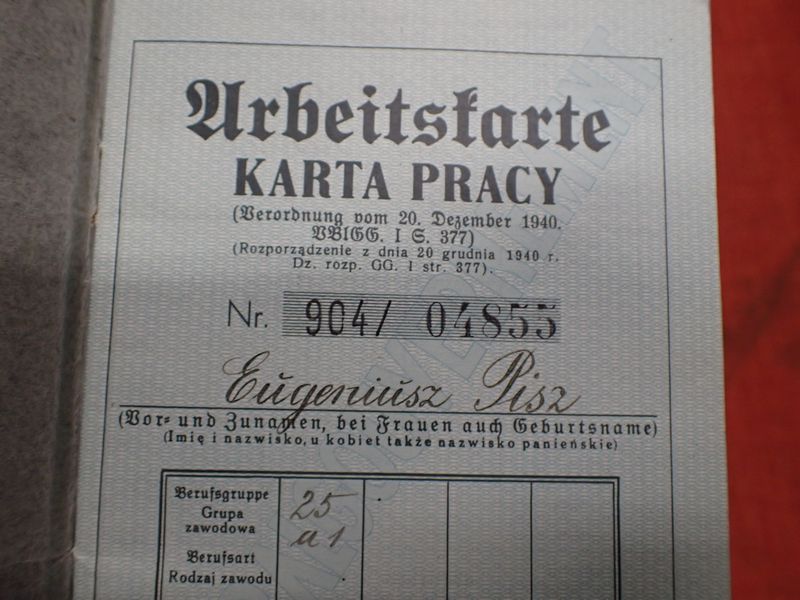 Arbeitskarte
KARTA PRACY
(Verordnung vom 20. Dezember 1940.
VBlGG. I S. 377)
(Rozporządzenie z dnia 20 grudnia 1940 r.
Dz. rozp. GG. I str. 377).
Nr. 904/ 04855
Eugeniusz Pisz
(Vor= und Zunamen, bei Frauen auch Geburtsname)
(Imię i nazwisko, u kobiet także nazwisko panieńskie)
Berufsgruppe 25
Grupa
zawodowa a1
Berufsart
Rodzaj zawodu